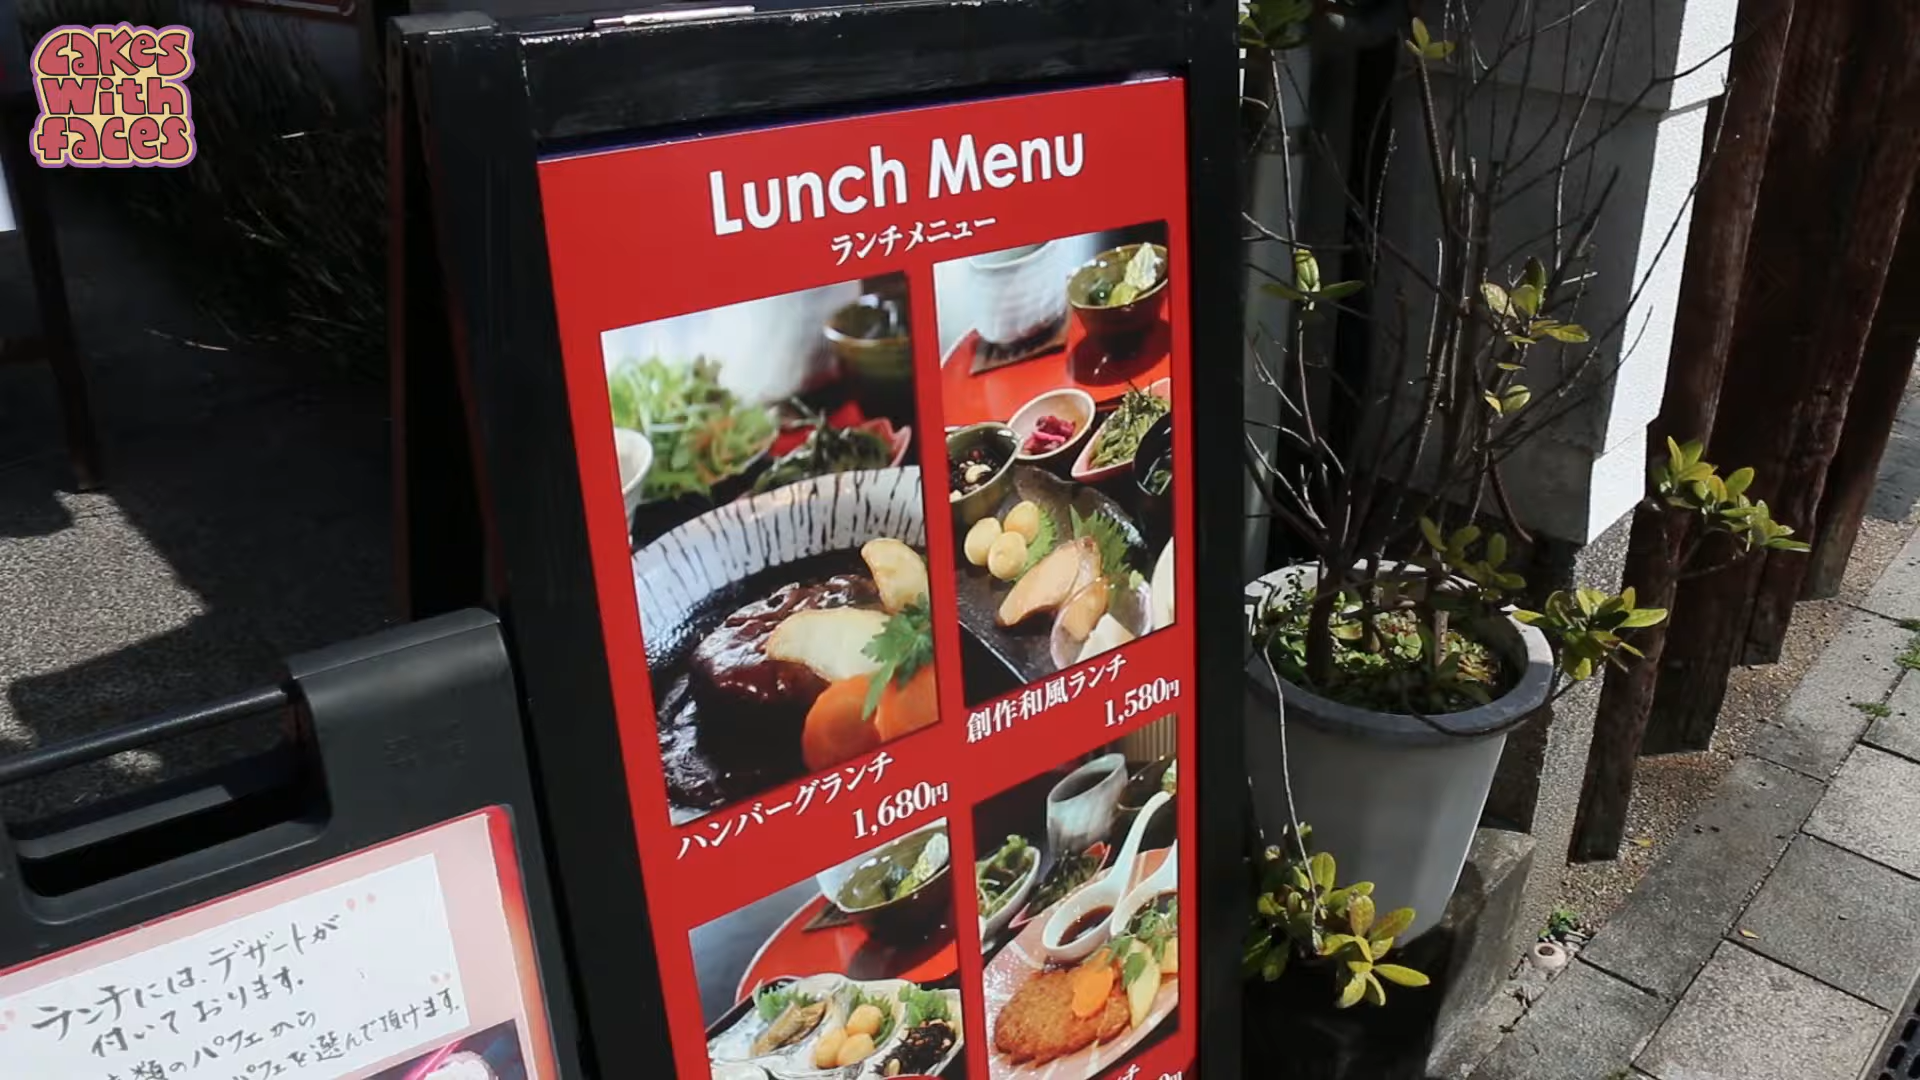 Cakes
With
faces
Lunch Menu
ランチメニュー
ハンバーグランチ
1,680円
創作和風ランチ
1,580円
ランチには、デザートが
付いております。
類のパフェから
パフェを選んで頂けます。